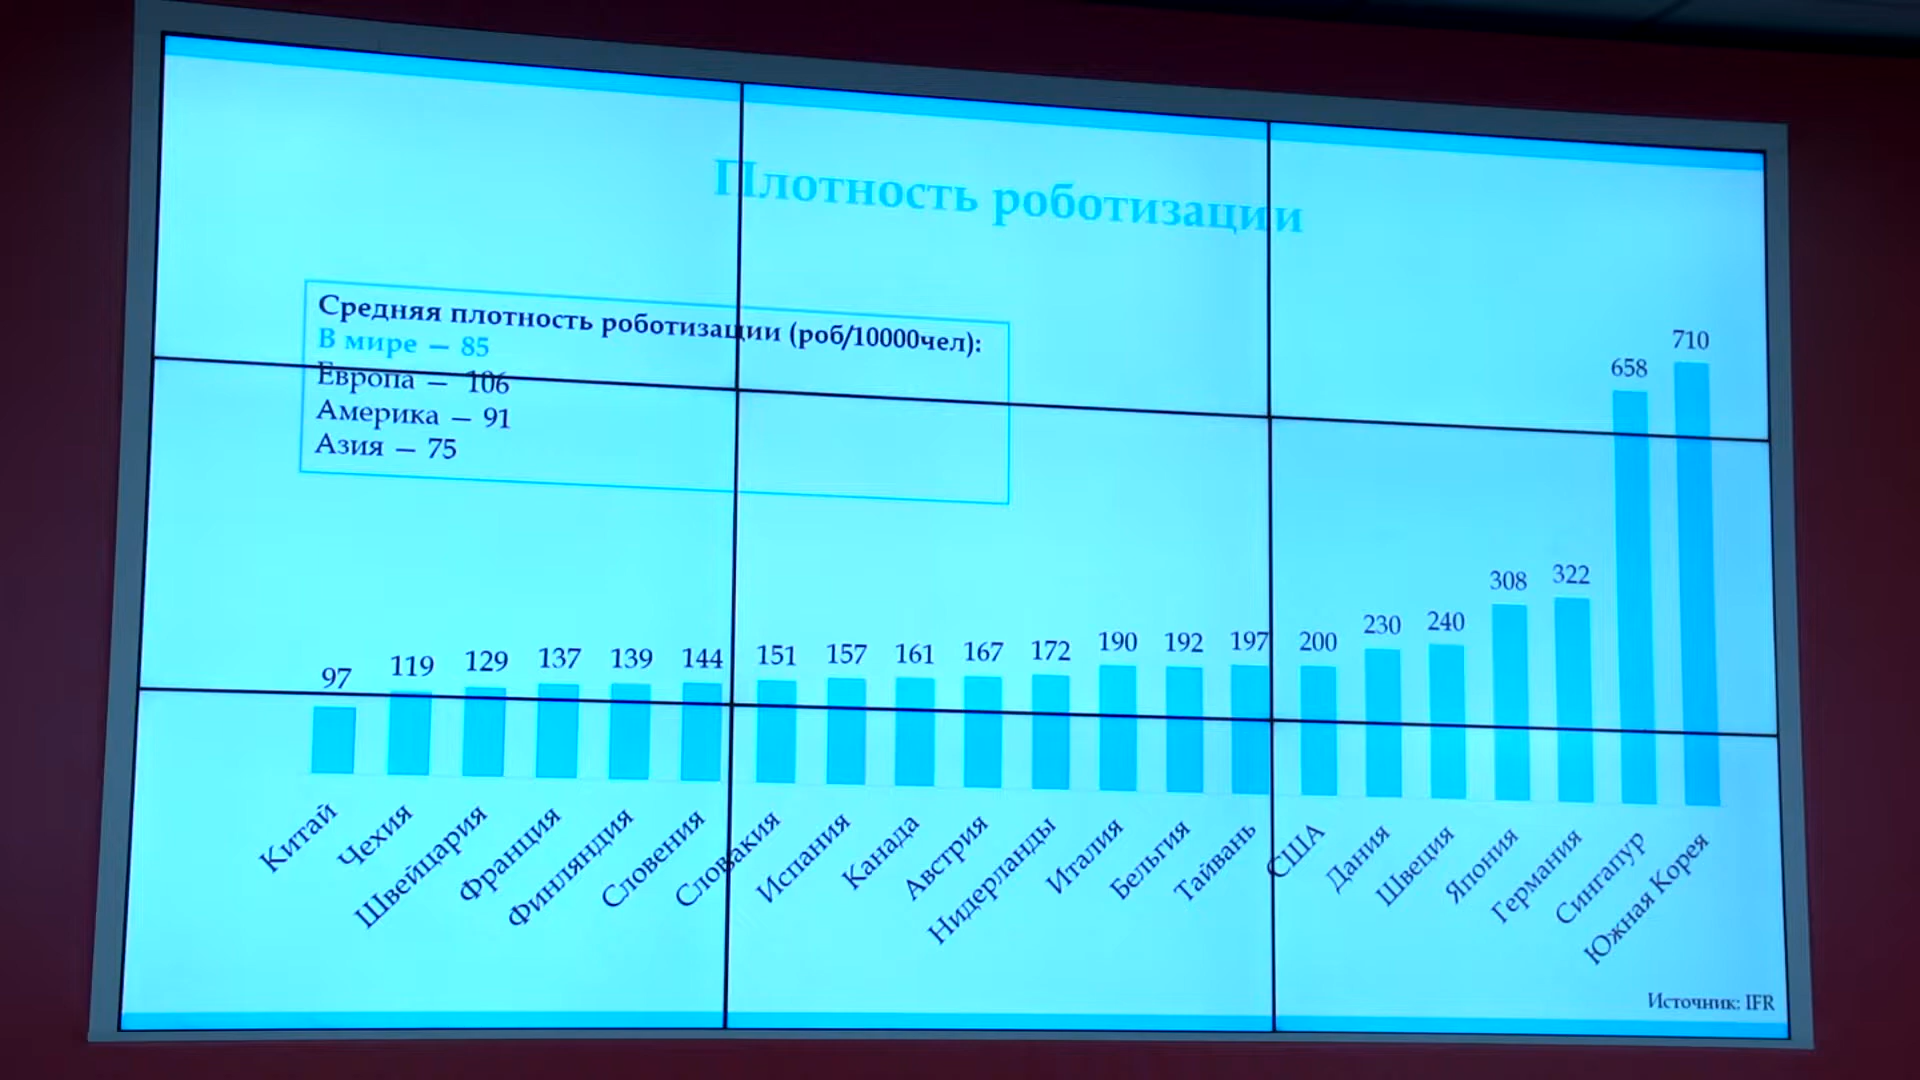 Плотность роботизации
Средняя плотность роботизации (роб/10000чел):
В мире — 85
Европа — 106
Америка — 91
Азия — 75
97 119 129 137 139 144 151 157 161 167 172 190 192 197 200 230 240 308 322 658 710
Китай Чехия Швейцария Франция Финляндия Словения Словакия Испания Канада Австрия Нидерланды Италия Бельгия Тайвань США Дания Швеция Япония Германия Сингапур Южная Корея
Источник: IFR